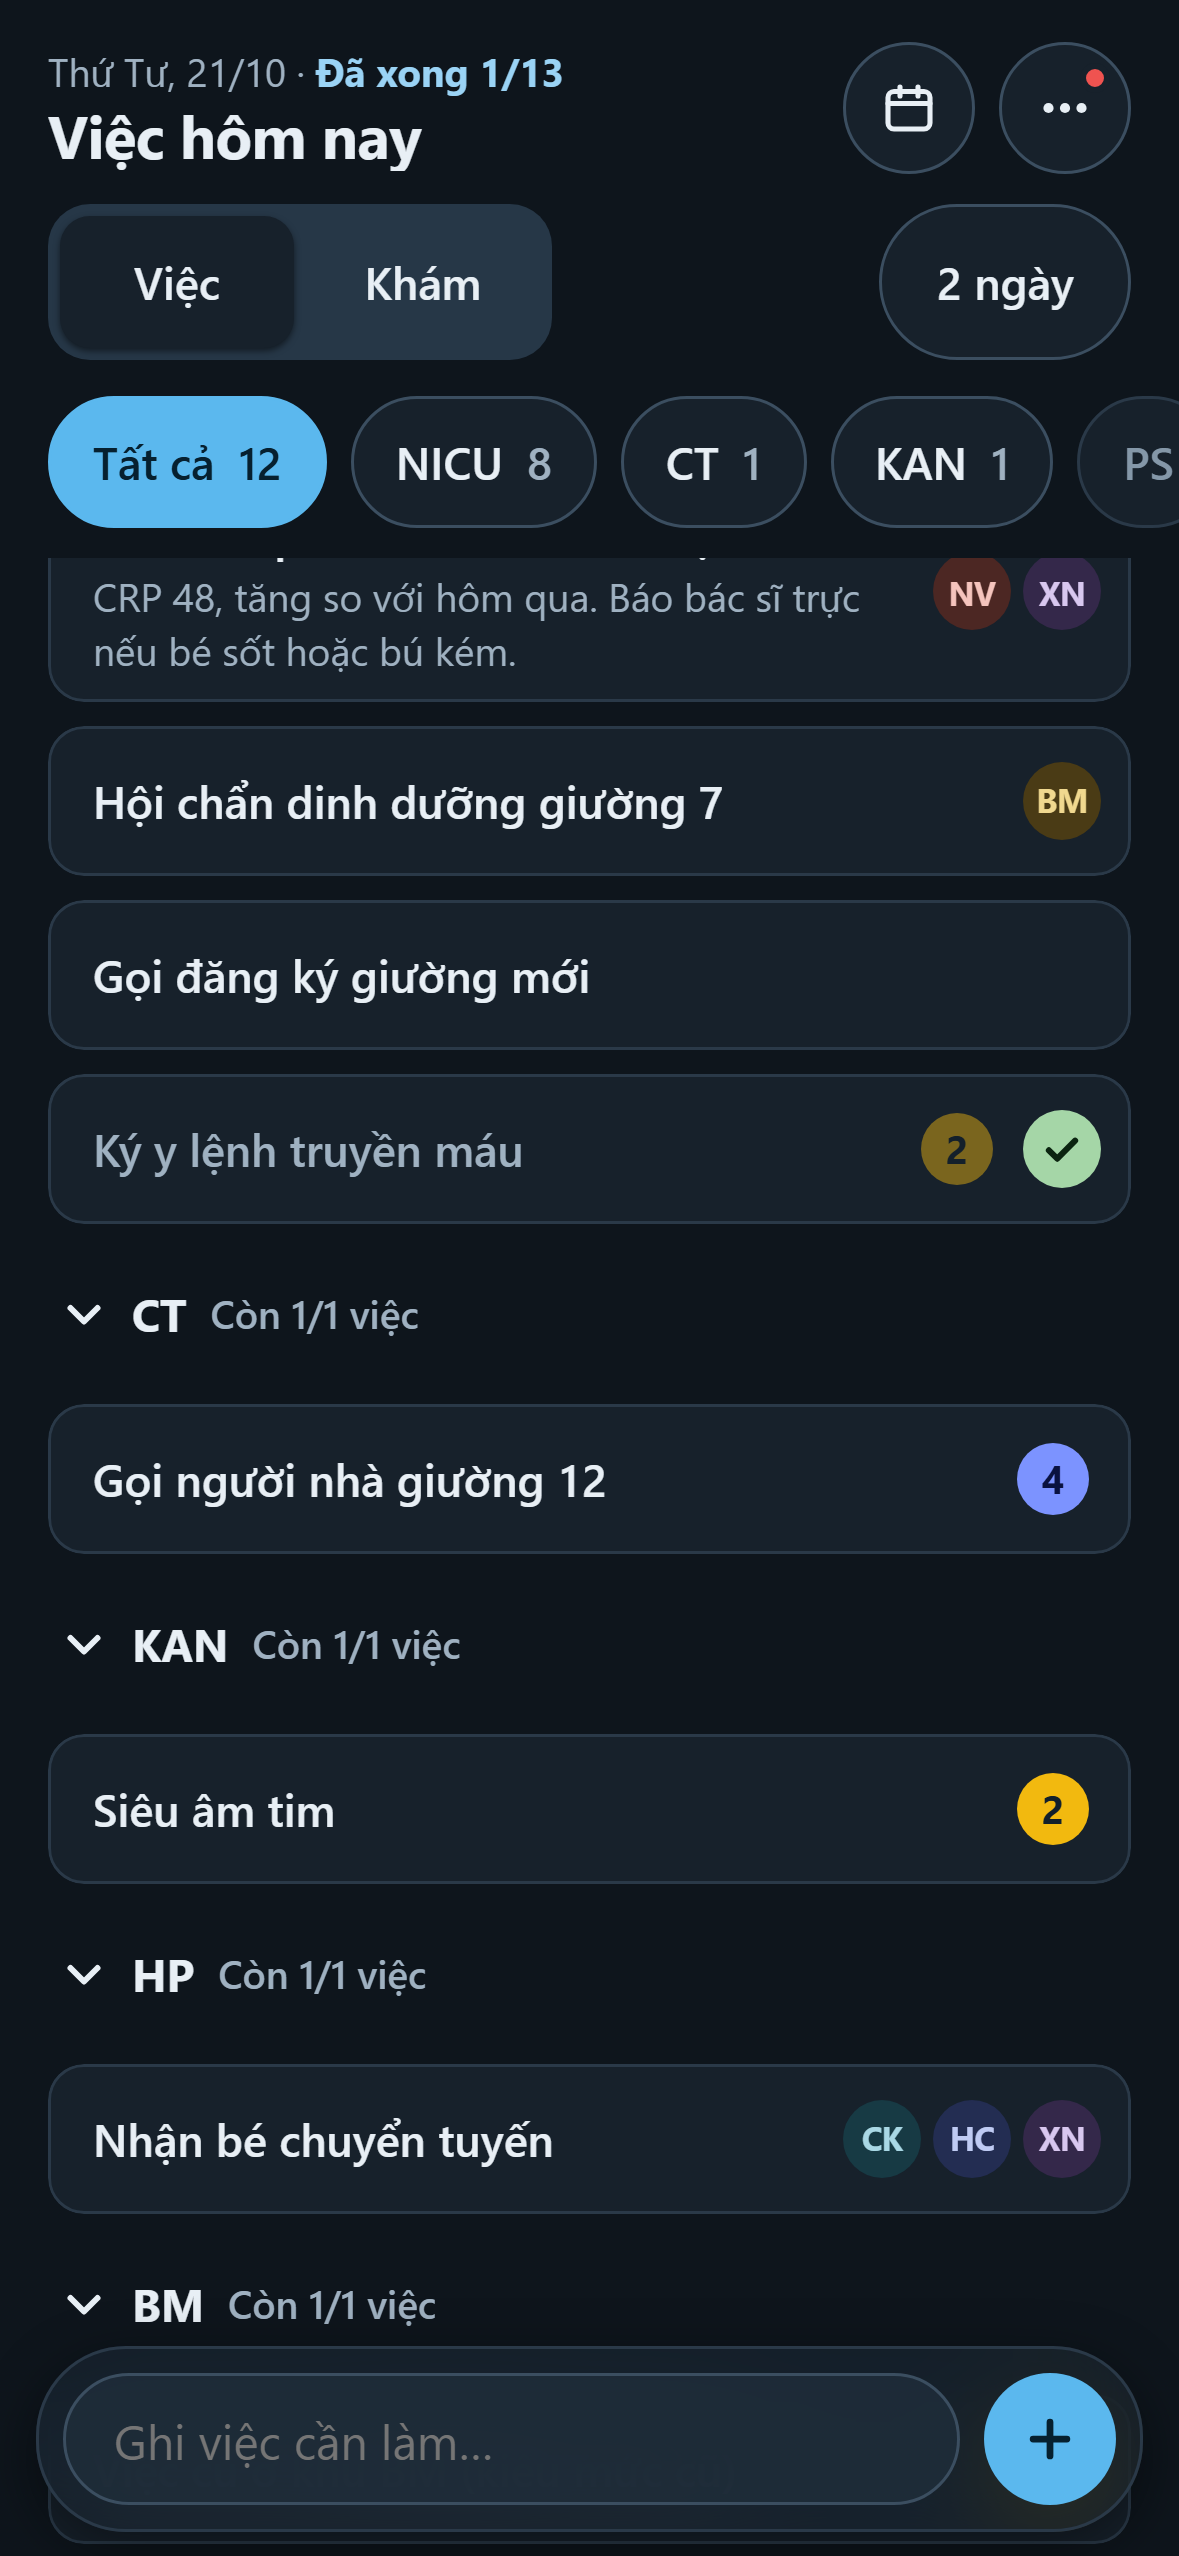 Thứ Tư, 21/10 · Đã xong 1/13
Việc hôm nay
Việc
Khám
2 ngày
Tất cả 12
NICU 8
CT 1
KAN 1
PS
CRP 48, tăng so với hôm qua. Báo bác sĩ trực
nếu bé sốt hoặc bú kém.
NV
XN
Hội chẩn dinh dưỡng giường 7
BM
Gọi đăng ký giường mới
Ký y lệnh truyền máu
2
CT Còn 1/1 việc
Gọi người nhà giường 12
4
KAN Còn 1/1 việc
Siêu âm tim
2
HP Còn 1/1 việc
Nhận bé chuyển tuyến
CK
HC
XN
BM Còn 1/1 việc
Ghi việc cần làm...